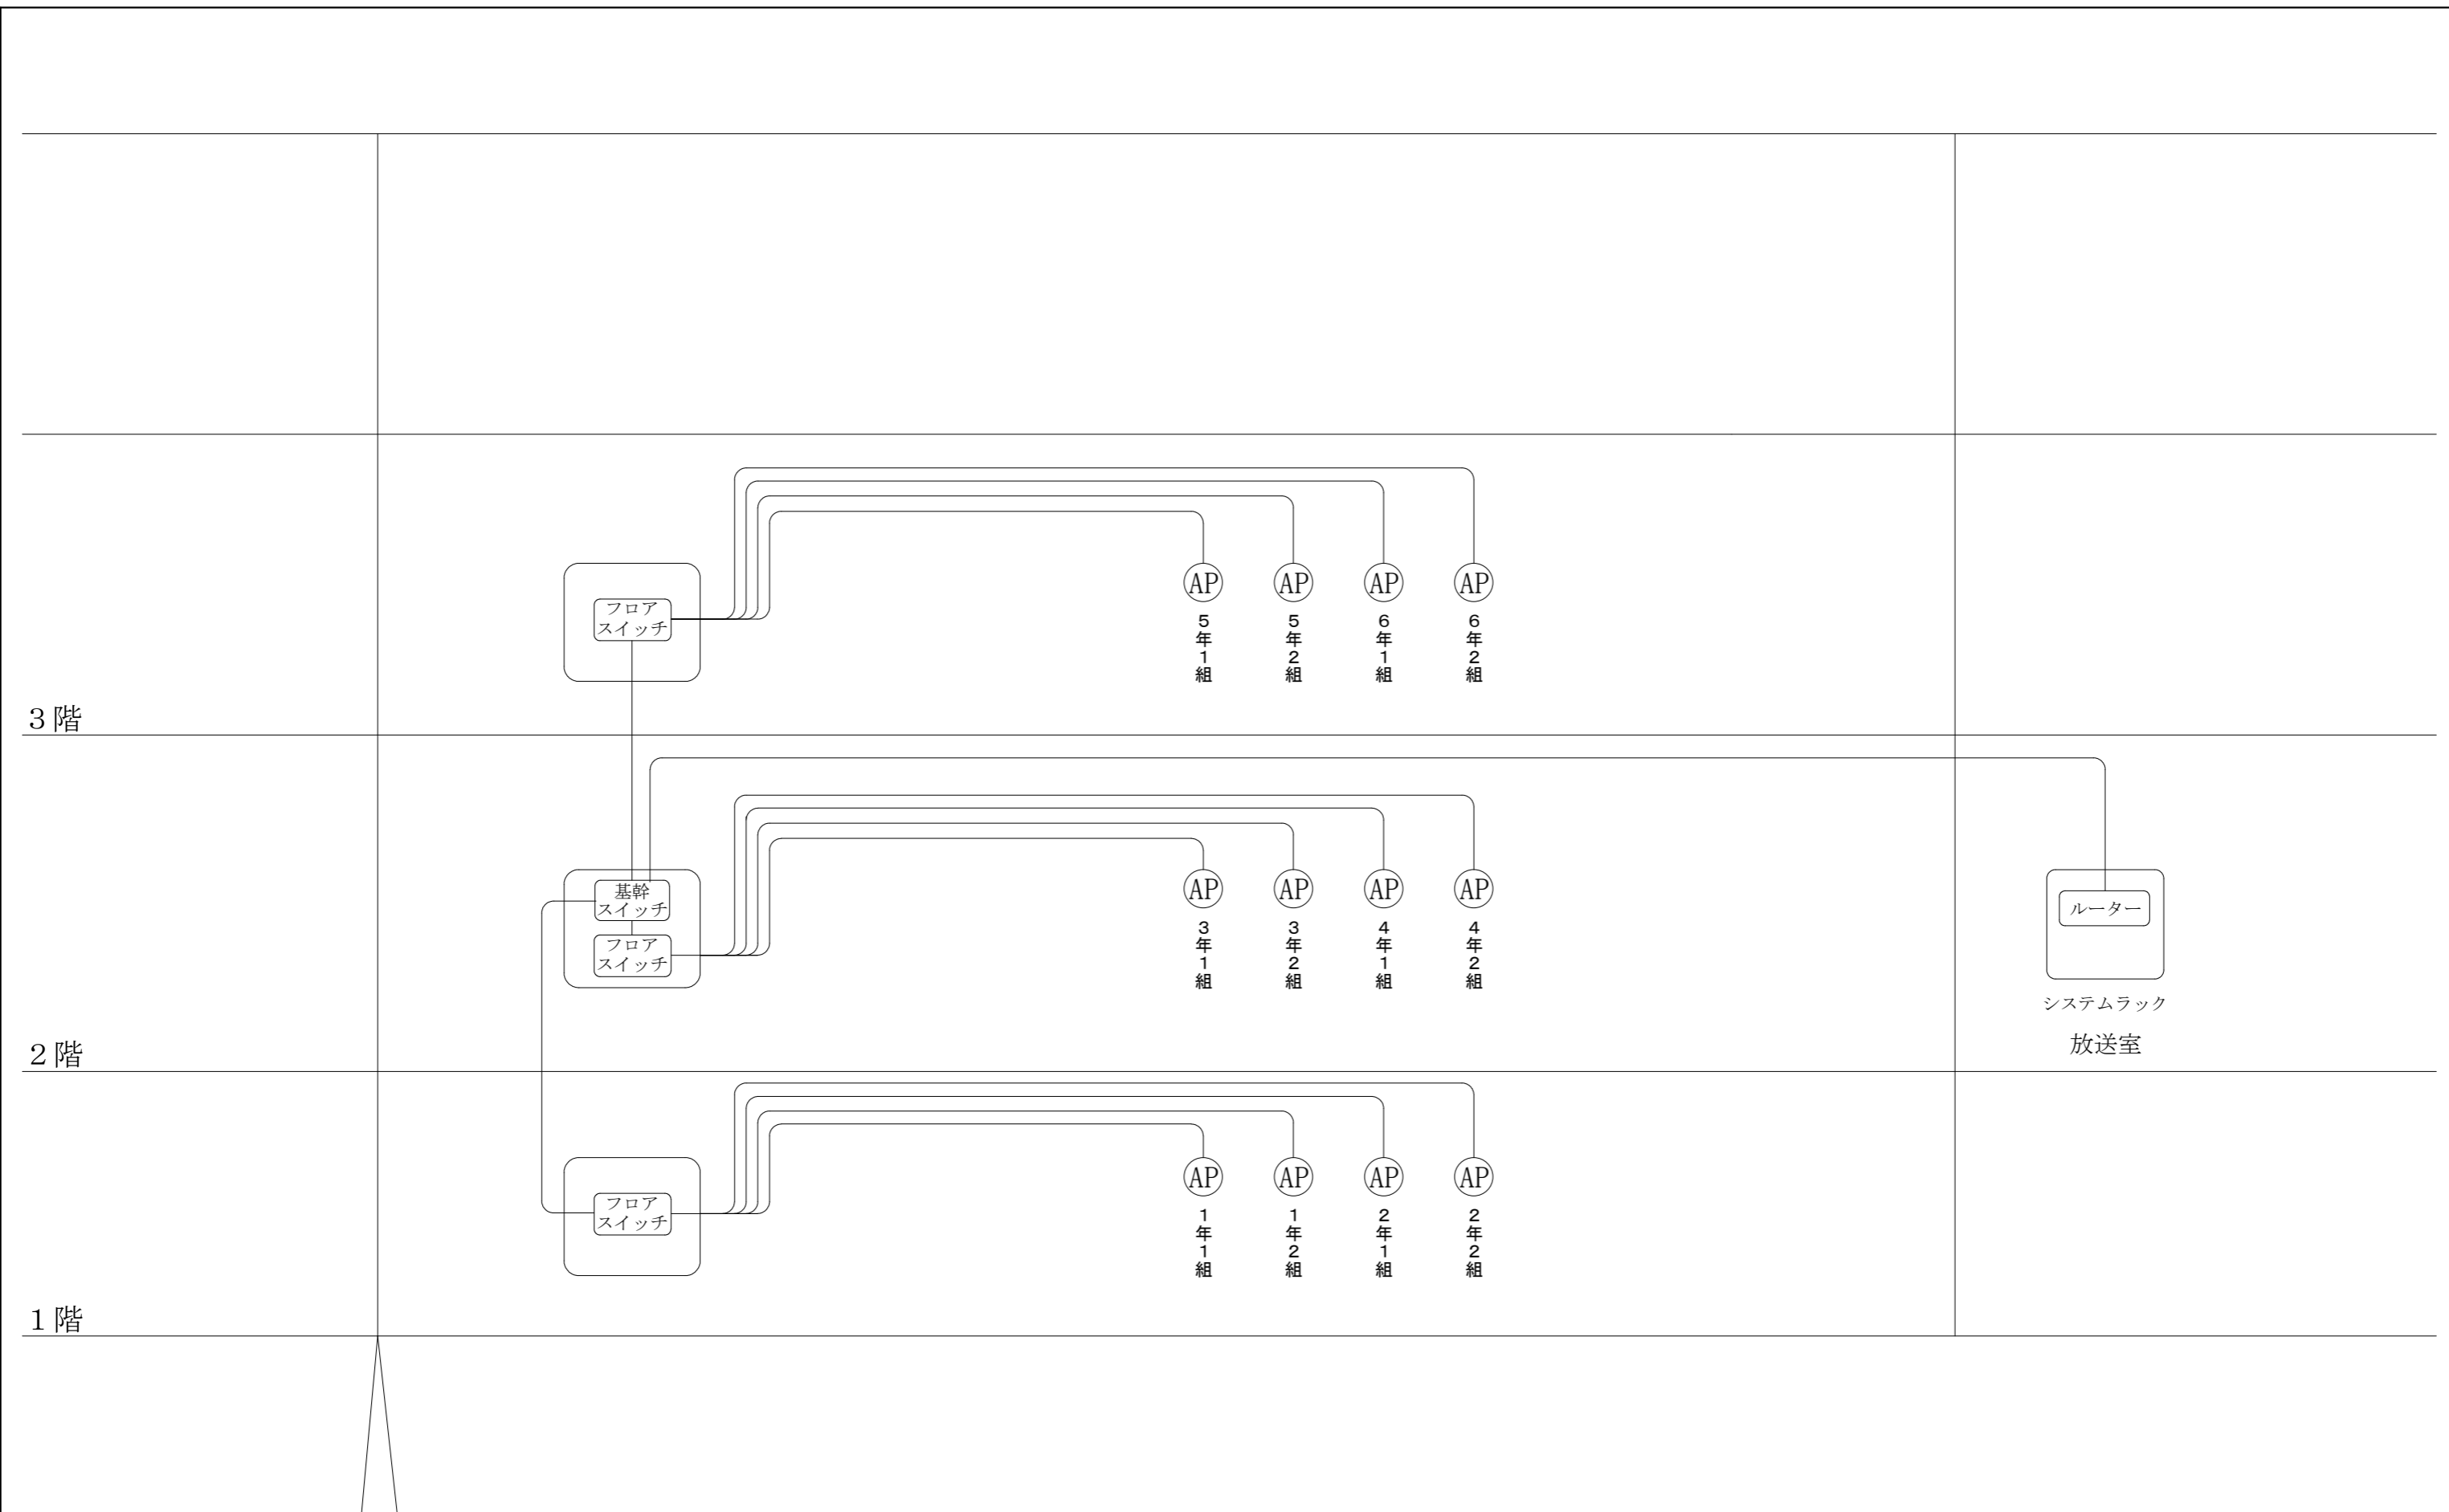 フロア
スイッチ
AP
AP
AP
AP
5年1組
5年2組
6年1組
6年2組
3階
基幹
スイッチ
フロア
スイッチ
AP
AP
AP
AP
3年1組
3年2組
4年1組
4年2組
ルーター
システムラック
放送室
2階
フロア
スイッチ
AP
AP
AP
AP
1年1組
1年2組
2年1組
2年2組
1階